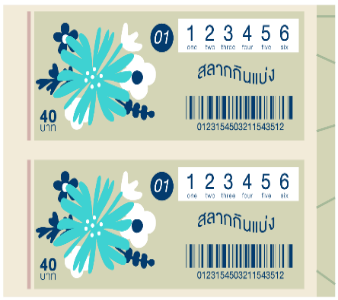 01
1 2 3 4 5 6
one two three four five six
สลากกินแบ่ง
40
บาท
0123154503211543512
01
1 2 3 4 5 6
one two three four five six
สลากกินแบ่ง
40
บาท
0123154503211543512